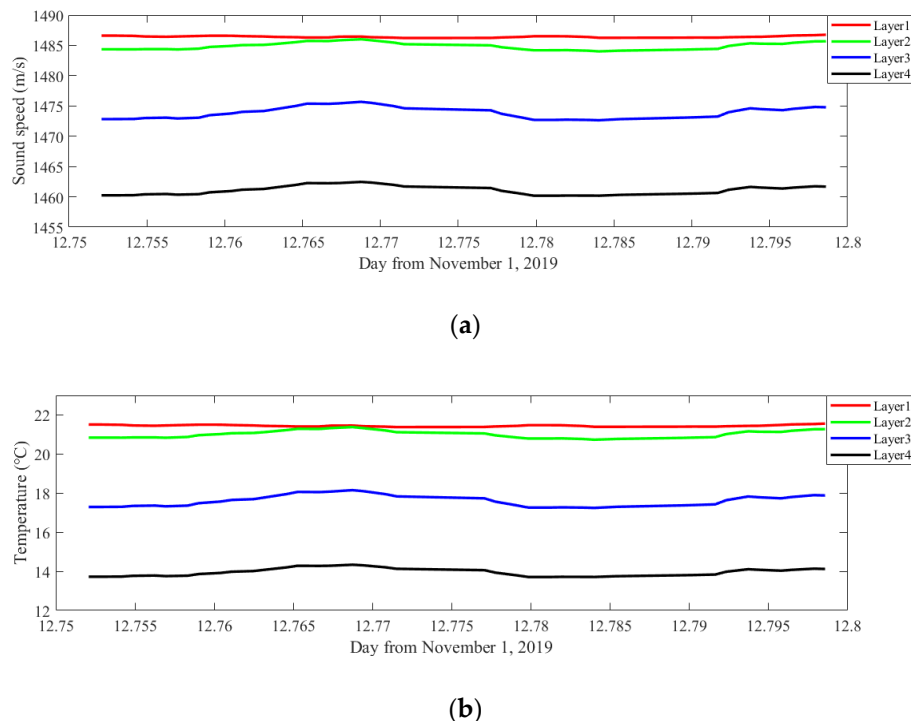 1490
1485
1480
1475
1470
1465
1460
1455
Sound speed (m/s)
12.75 12.755 12.76 12.765 12.77 12.775 12.78 12.785 12.79 12.795 12.8
Day from November 1, 2019
Layer1
Layer2
Layer3
Layer4
(a)
22
20
18
16
14
12
Temperature (°C)
12.75 12.755 12.76 12.765 12.77 12.775 12.78 12.785 12.79 12.795 12.8
Day from November 1, 2019
Layer1
Layer2
Layer3
Layer4
(b)